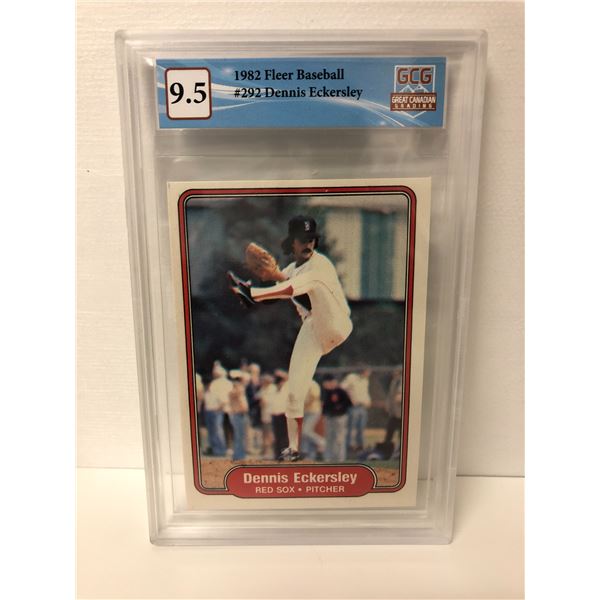 9.5
1982 Fleer Baseball
#292 Dennis Eckersley
GCG
GREAT CANADIAN
GRADING
B
Dennis Eckersley
RED SOX • PITCHER